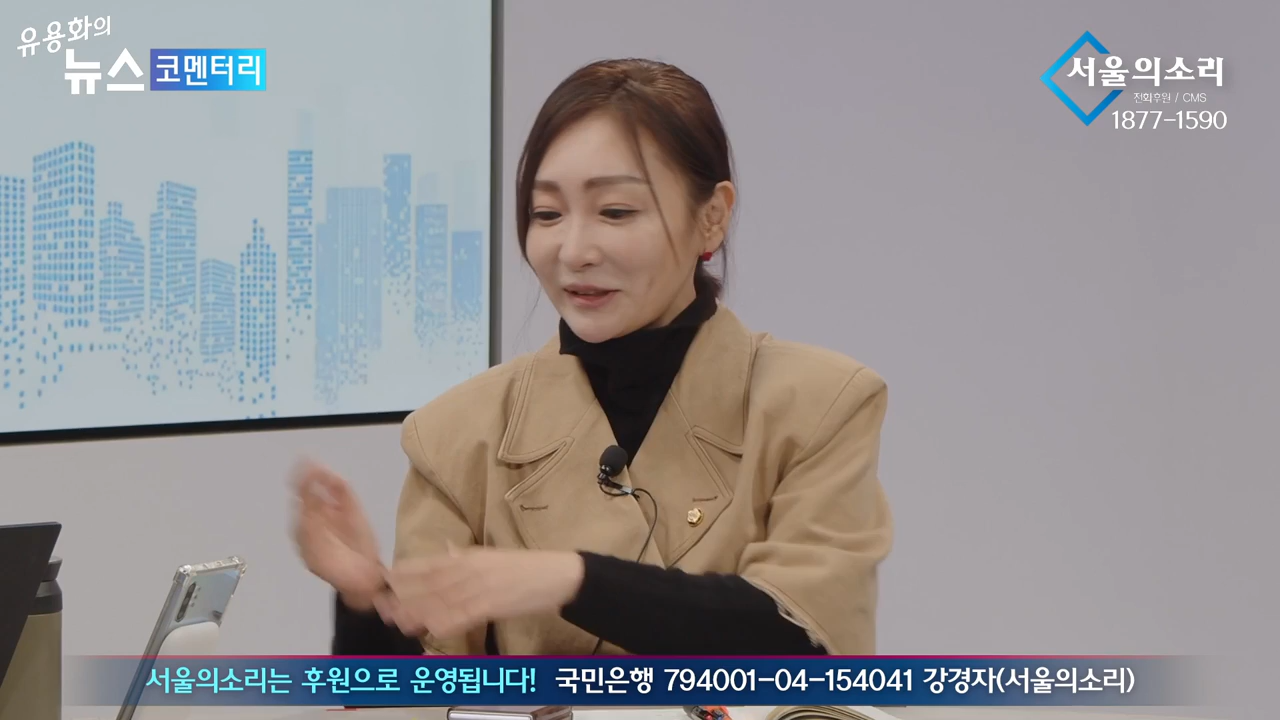 유용화의
뉴스 코멘터리
서울의소리
전화후원 / CMS
1877-1590
서울의소리는 후원으로 운영됩니다! 국민은행 794001-04-154041 강경자(서울의소리)